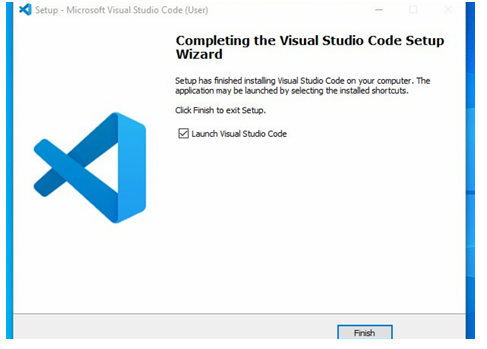 Setup - Microsoft Visual Studio Code (User)
Completing the Visual Studio Code Setup
Wizard
Setup has finished installing Visual Studio Code on your computer. The
application may be launched by selecting the installed shortcuts.
Click Finish to exit Setup.
Launch Visual Studio Code
Finish